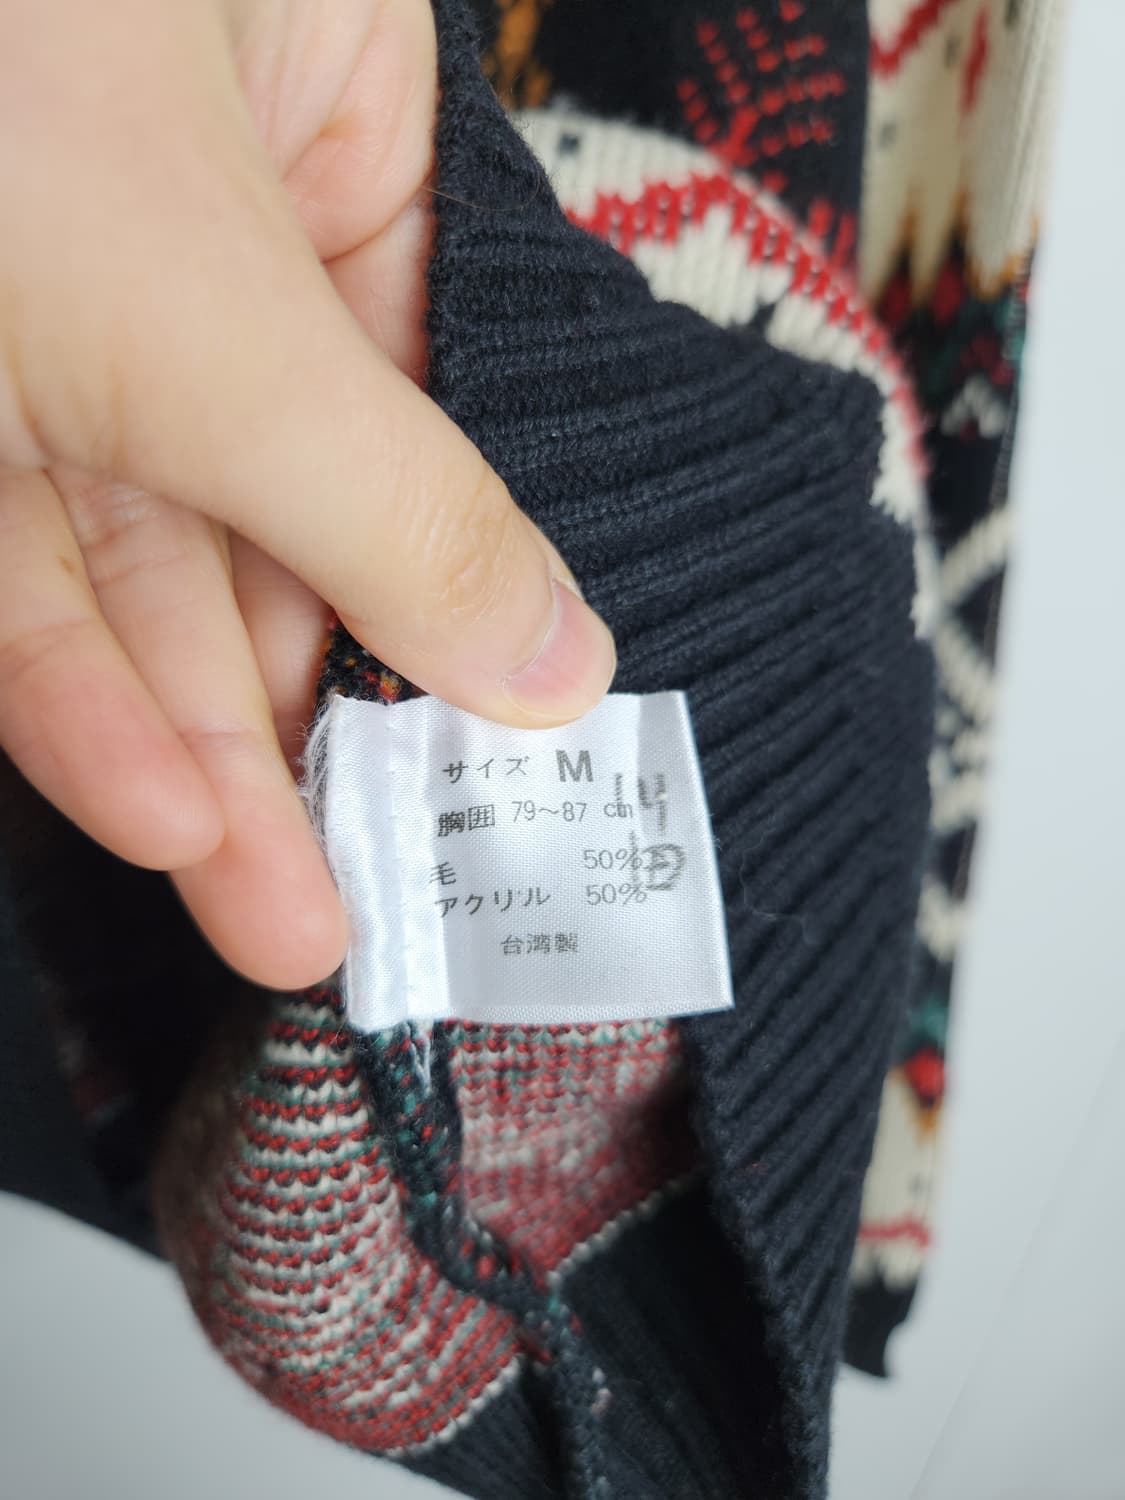 サイズ M
胸囲 79〜87 cm
毛 50%
アクリル 50%
台湾製